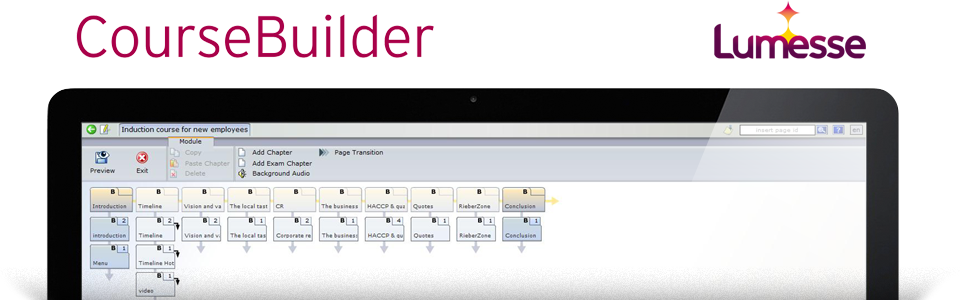 CourseBuilder
Lumesse
Induction course for new employees
insert page id
en
Module
Preview
Exit
Copy
Paste Chapter
Delete
Add Chapter
Add Exam Chapter
Background Audio
Page Transition
B B B B B B B B B B
Introduction Timeline Vision and va The local tast CR The business HACCP & qua Quotes RieberZone Conclusion
B 2 B 2 B 2 B 1 B 2 B 1 B 4 B 1 B 1 B 1
Introduction Timeline Vision and va The local tas Corporate re The business HACCP & qu Quotes RieberZone Conclusion
B 1 B 1
Menu Timeline Hot
B 1
video